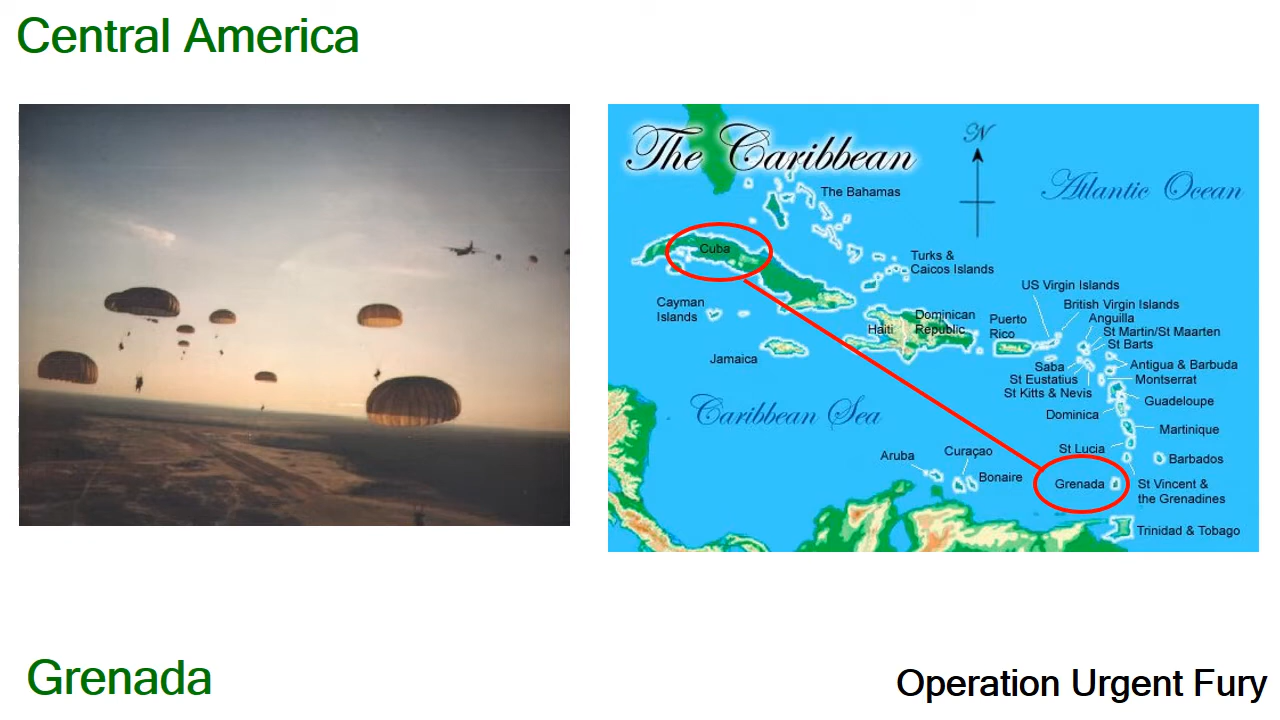 Central America
The Caribbean
N
Atlantic Ocean
The Bahamas
Cuba
Turks &
Caicos Islands
US Virgin Islands
Cayman
Islands
British Virgin Islands
Anguilla
Dominican
Republic
Haiti
Puerto
Rico
St Martin/St Maarten
St Barts
Jamaica
Saba
Antigua & Barbuda
St Eustatius
Montserrat
St Kitts & Nevis
Guadeloupe
Caribbean Sea
Dominica
Martinique
St Lucia
Aruba
Curaçao
Barbados
Bonaire
Grenada
St Vincent &
the Grenadines
Trinidad & Tobago
Grenada
Operation Urgent Fury